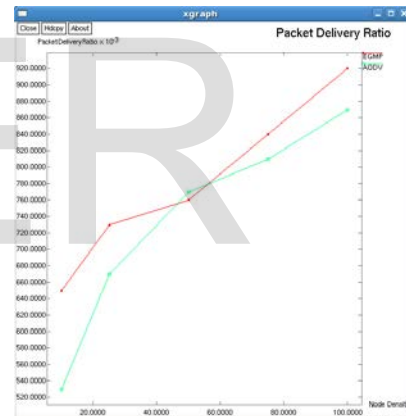 xgraph
Close Hdcpy About
Packet Delivery Ratio
PacketDeliveryRatio x 10-3
EGMP
AODV
920.0000
900.0000
880.0000
860.0000
840.0000
820.0000
800.0000
780.0000
760.0000
740.0000
720.0000
700.0000
680.0000
660.0000
640.0000
620.0000
600.0000
580.0000
560.0000
540.0000
520.0000
20.0000 40.0000 60.0000 80.0000 100.0000
Node Densit
ER